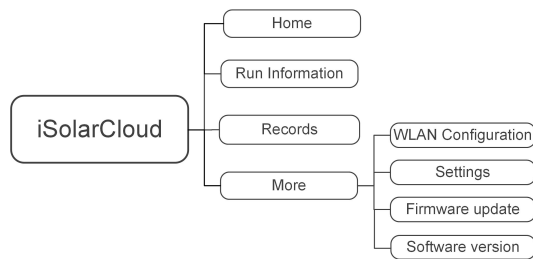 Home
Run Information
iSolarCloud
Records
WLAN Configuration
More
Settings
Firmware update
Software version